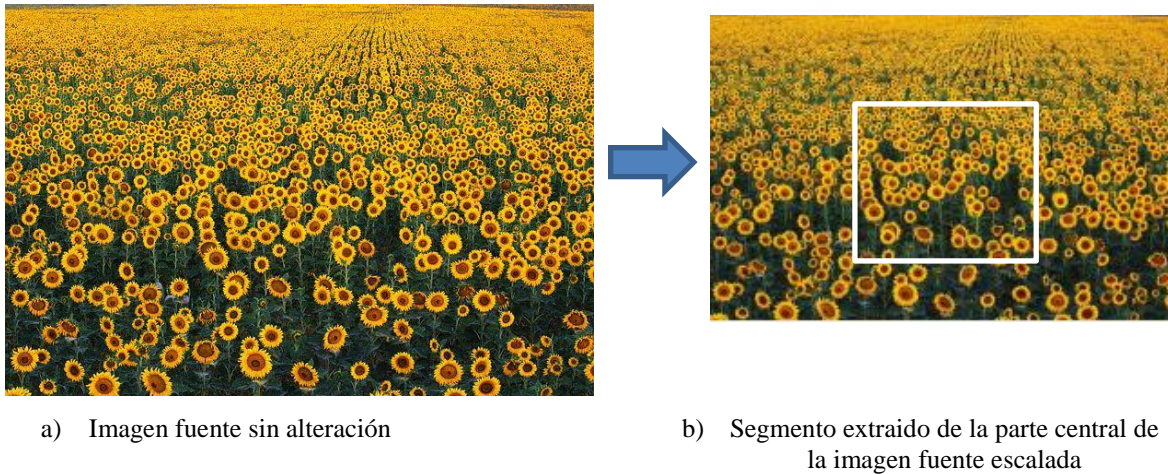 a) Imagen fuente sin alteración
b) Segmento extraido de la parte central de
la imagen fuente escalada